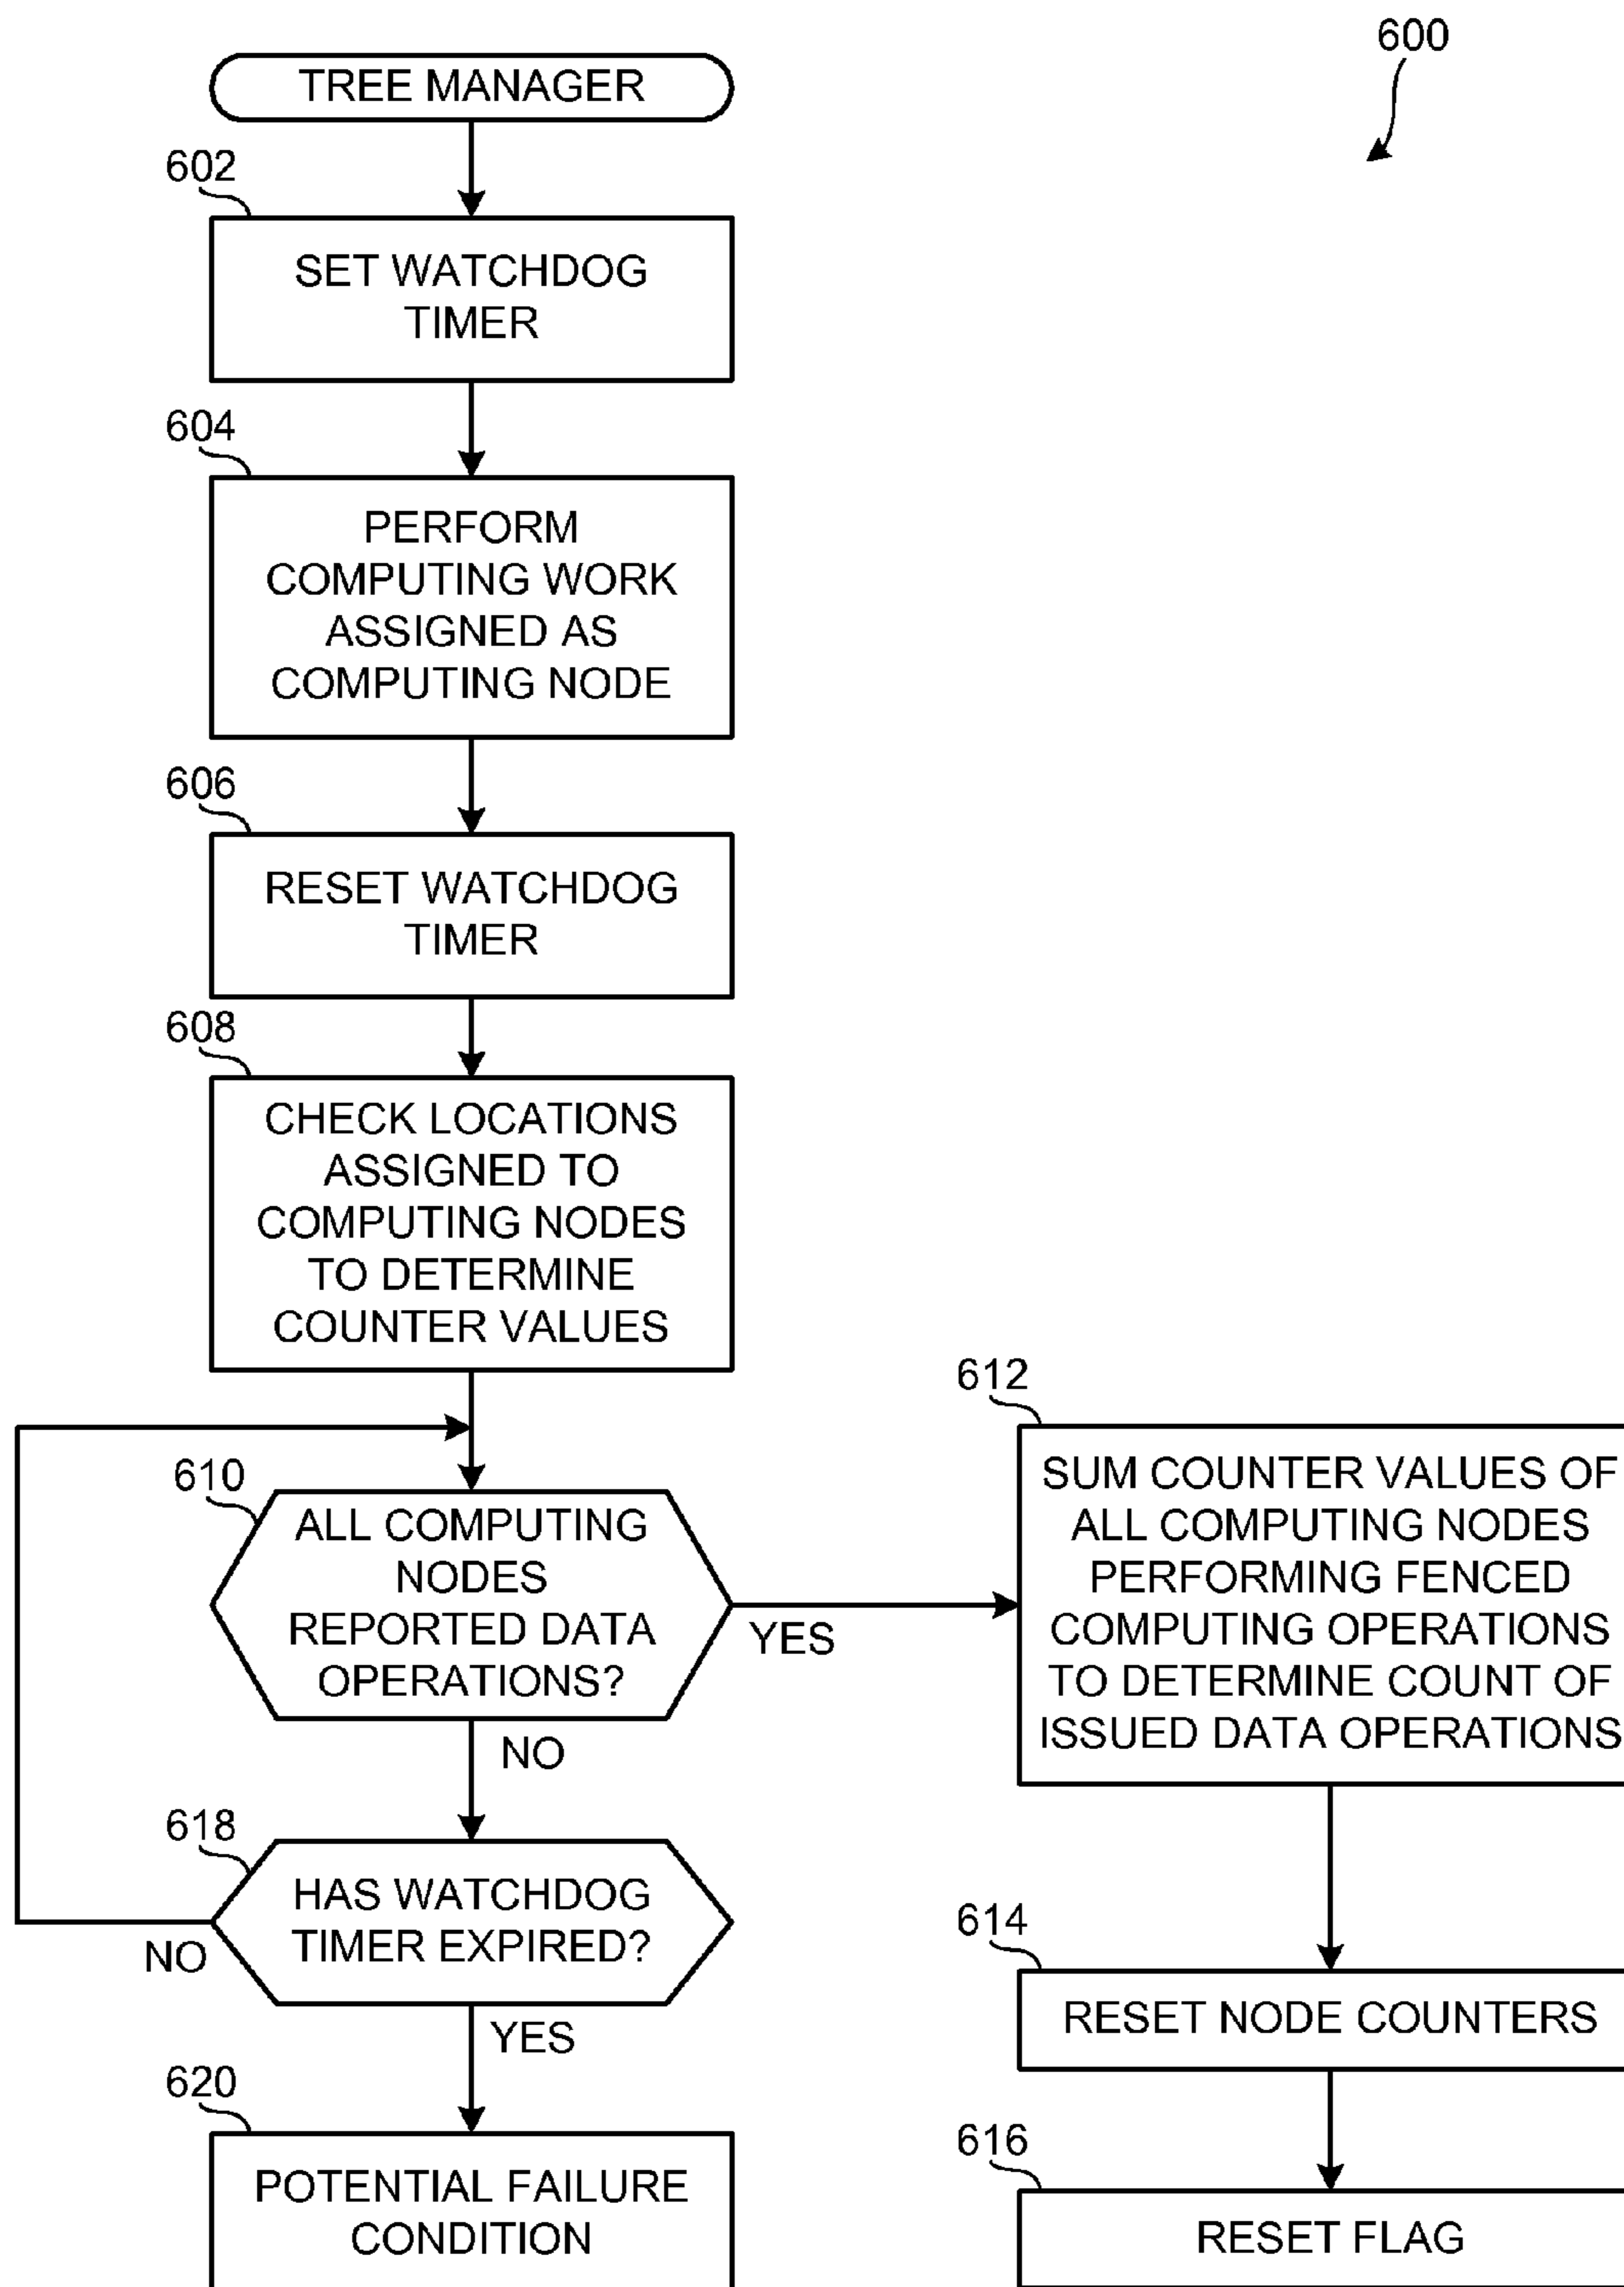 600
TREE MANAGER
602
SET WATCHDOG
TIMER
604
PERFORM
COMPUTING WORK
ASSIGNED AS
COMPUTING NODE
606
RESET WATCHDOG
TIMER
608
CHECK LOCATIONS
ASSIGNED TO
COMPUTING NODES
TO DETERMINE
COUNTER VALUES
610
ALL COMPUTING
NODES
REPORTED DATA
OPERATIONS?
YES
NO
612
SUM COUNTER VALUES OF
ALL COMPUTING NODES
PERFORMING FENCED
COMPUTING OPERATIONS
TO DETERMINE COUNT OF
ISSUED DATA OPERATIONS
618
HAS WATCHDOG
TIMER EXPIRED?
NO
YES
614
RESET NODE COUNTERS
620
POTENTIAL FAILURE
CONDITION
616
RESET FLAG